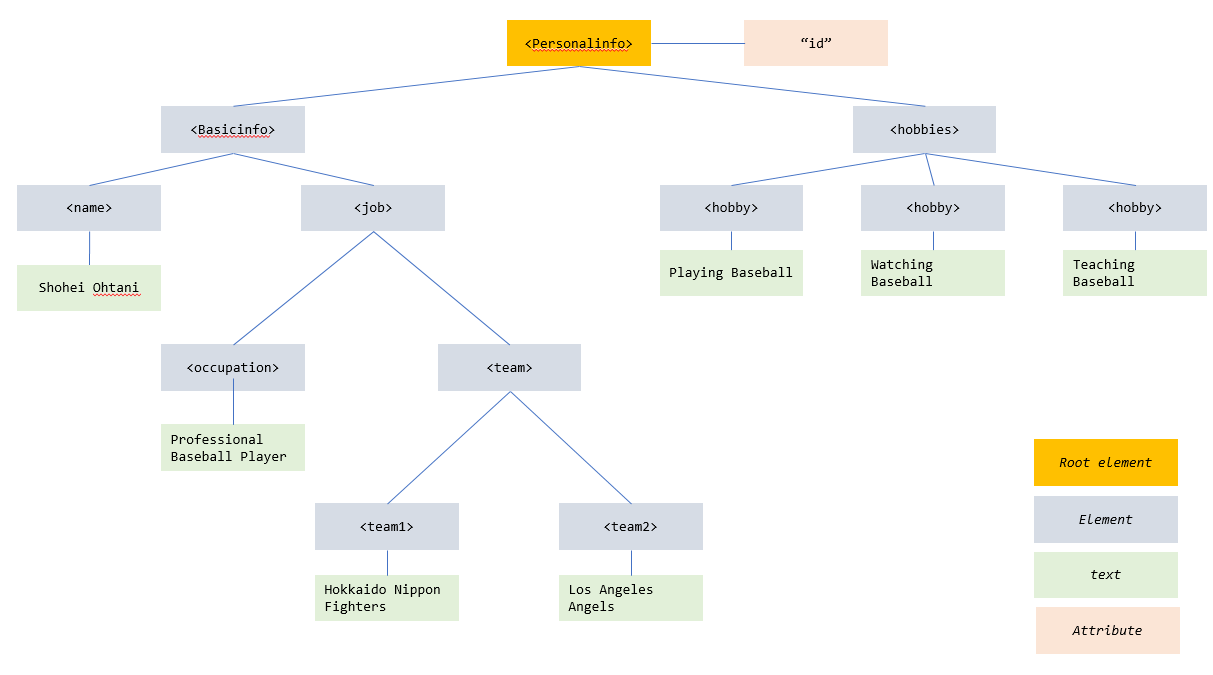 <Personalinfo>
“id”
<Basicinfo>
<hobbies>
<name>
<job>
<hobby>
<hobby>
<hobby>
Shohei Ohtani
Playing Baseball
Watching
Baseball
Teaching
Baseball
<occupation>
<team>
Professional
Baseball Player
<team1>
<team2>
Hokkaido Nippon
Fighters
Los Angeles
Angels
Root element
Element
text
Attribute